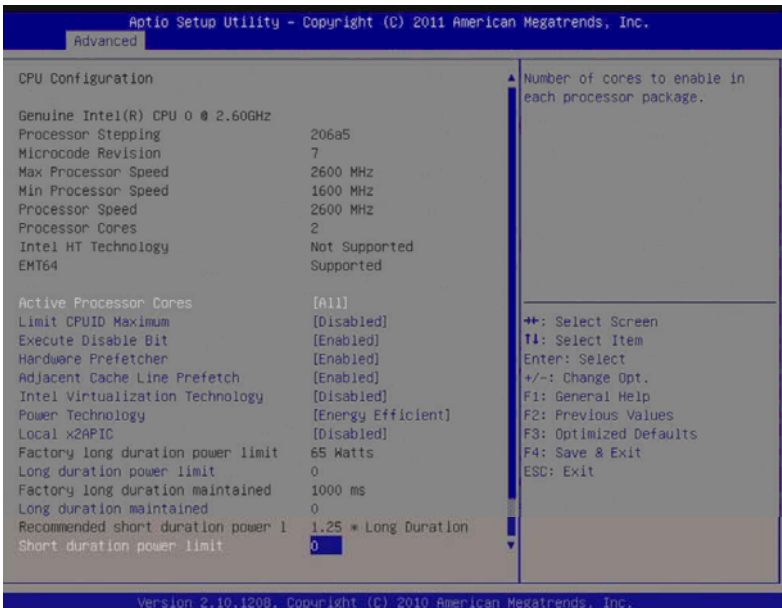 Aptio Setup Utility – Copyright (C) 2011 American Megatrends, Inc.
Advanced
CPU Configuration
Genuine Intel(R) CPU 0 @ 2.60GHz
Processor Stepping 206a5
Microcode Revision 7
Max Processor Speed 2600 MHz
Min Processor Speed 1600 MHz
Processor Speed 2600 MHz
Processor Cores 2
Intel HT Technology Not Supported
EMT64 Supported
Active Processor Cores [All]
Limit CPUID Maximum [Disabled]
Execute Disable Bit [Enabled]
Hardware Prefetcher [Enabled]
Adjacent Cache Line Prefetch [Enabled]
Intel Virtualization Technology [Disabled]
Power Technology [Energy Efficient]
Local x2APIC [Disabled]
Factory long duration power limit 65 Watts
Long duration power limit 0
Factory long duration maintained 1000 ms
Long duration maintained 0
Recommended short duration power l 1.25 * Long Duration
Short duration power limit 0
Number of cores to enable in
each processor package.
→←: Select Screen
↑↓: Select Item
Enter: Select
+/-: Change Opt.
F1: General Help
F2: Previous Values
F3: Optimized Defaults
F4: Save & Exit
ESC: Exit
Version 2.10.1208. Copyright (C) 2010 American Megatrends, Inc.